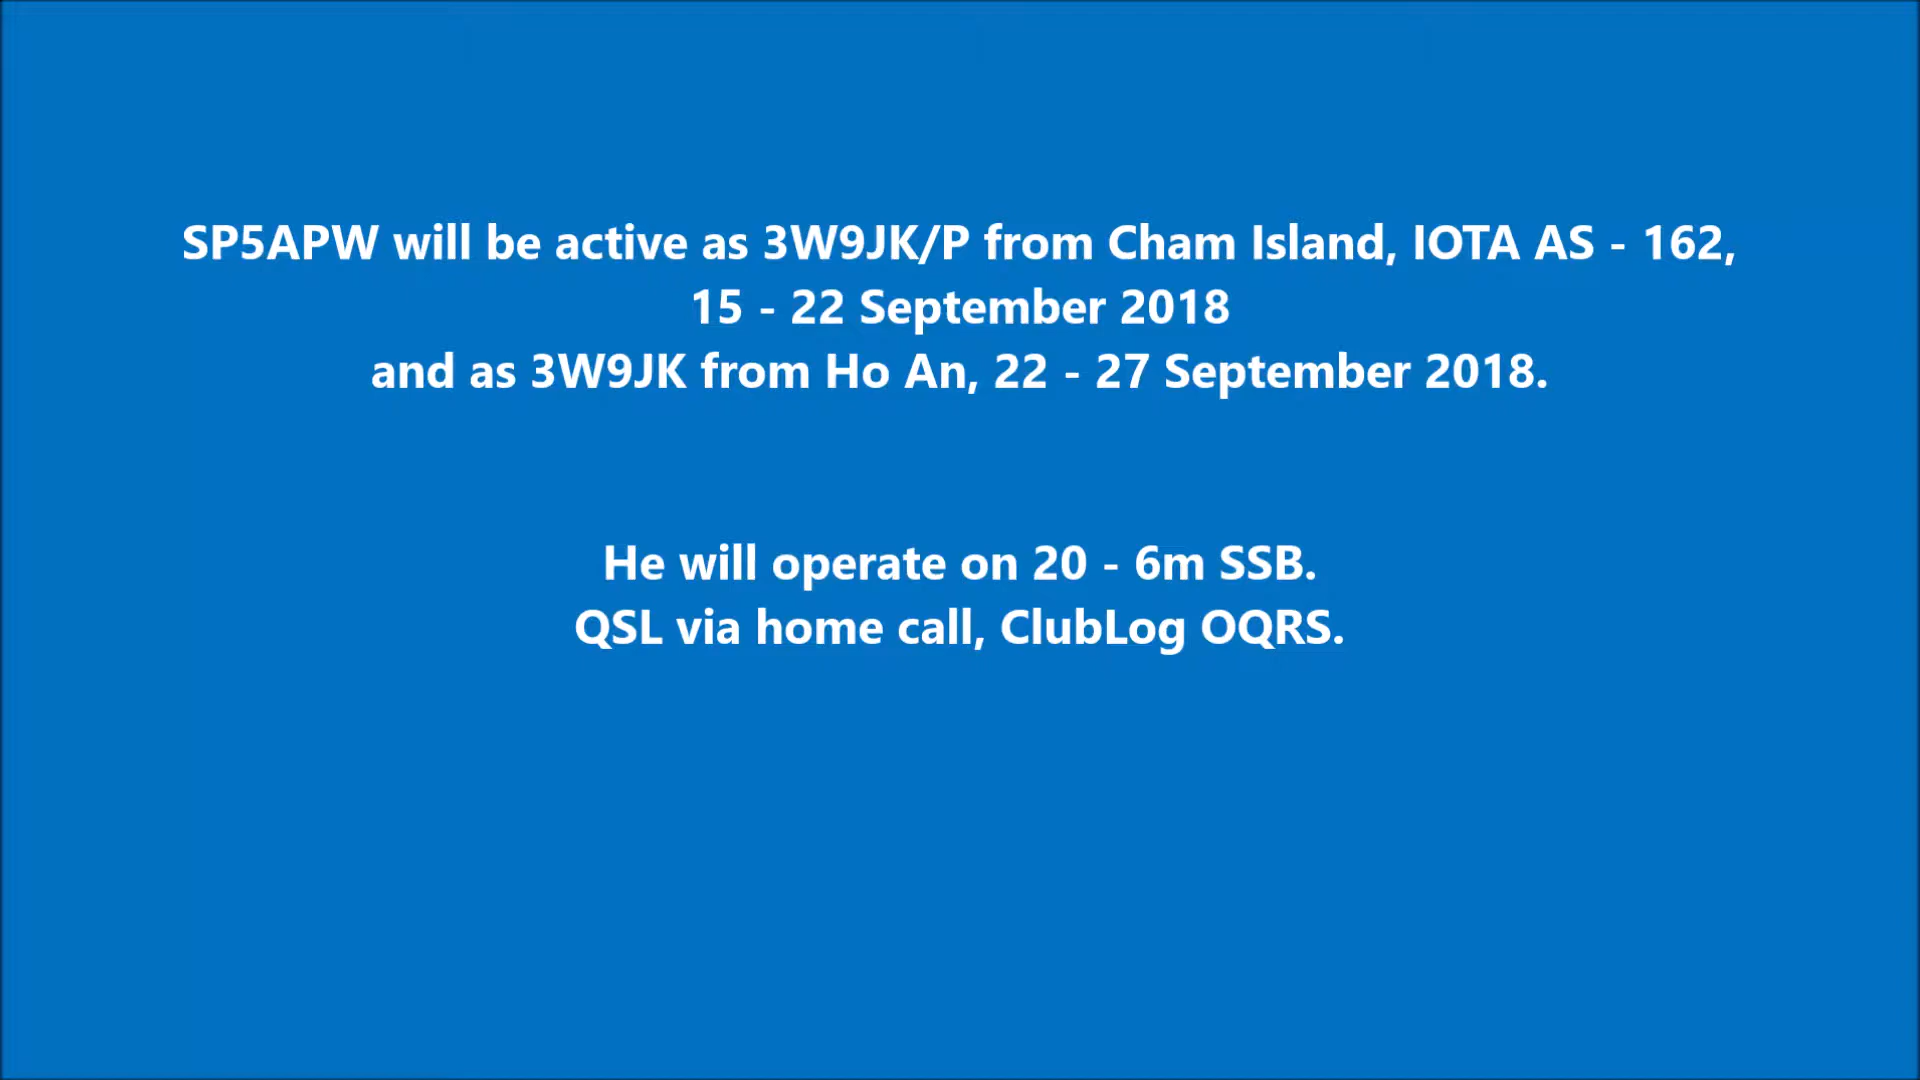 SP5APW will be active as 3W9JK/P from Cham Island, IOTA AS - 162,
15 - 22 September 2018
and as 3W9JK from Ho An, 22 - 27 September 2018.
He will operate on 20 - 6m SSB.
QSL via home call, ClubLog OQRS.